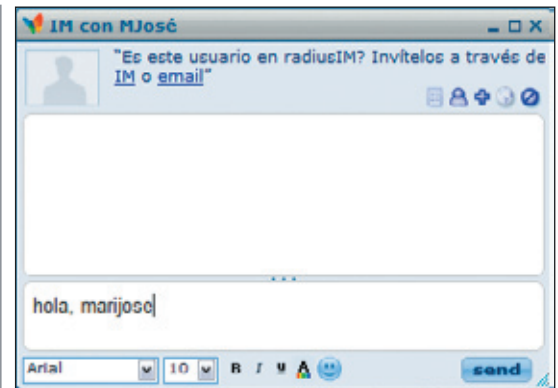 IM con MJosé
"Es este usuario en radiusIM? Invítelos a través de
IM o email"
hola, marijose
Arial 10 B I U A send